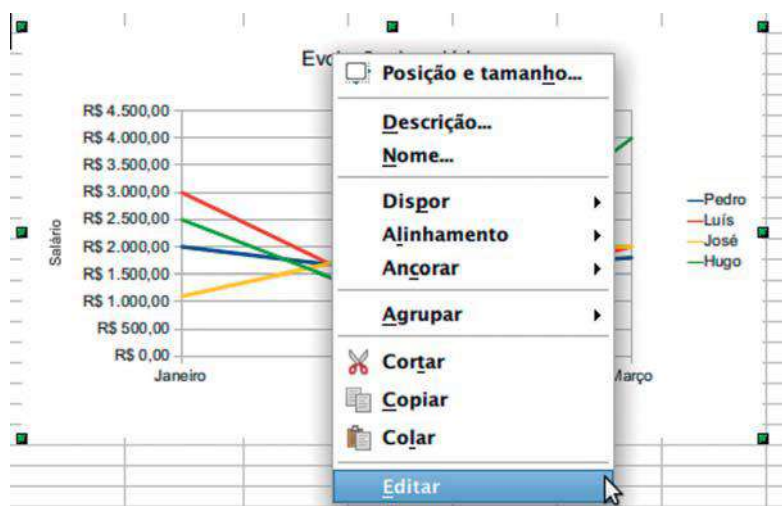 Posição e tamanho...
Descrição...
Nome...
Dispor
Alinhamento
Ancorar
Agrupar
Cortar
Copiar
Colar
Editar
R$ 4.500,00
R$ 4.000,00
R$ 3.500,00
R$ 3.000,00
R$ 2.500,00
R$ 2.000,00
R$ 1.500,00
R$ 1.000,00
R$ 500,00
R$ 0,00
Salário
Janeiro
Março
Pedro
Luís
José
Hugo